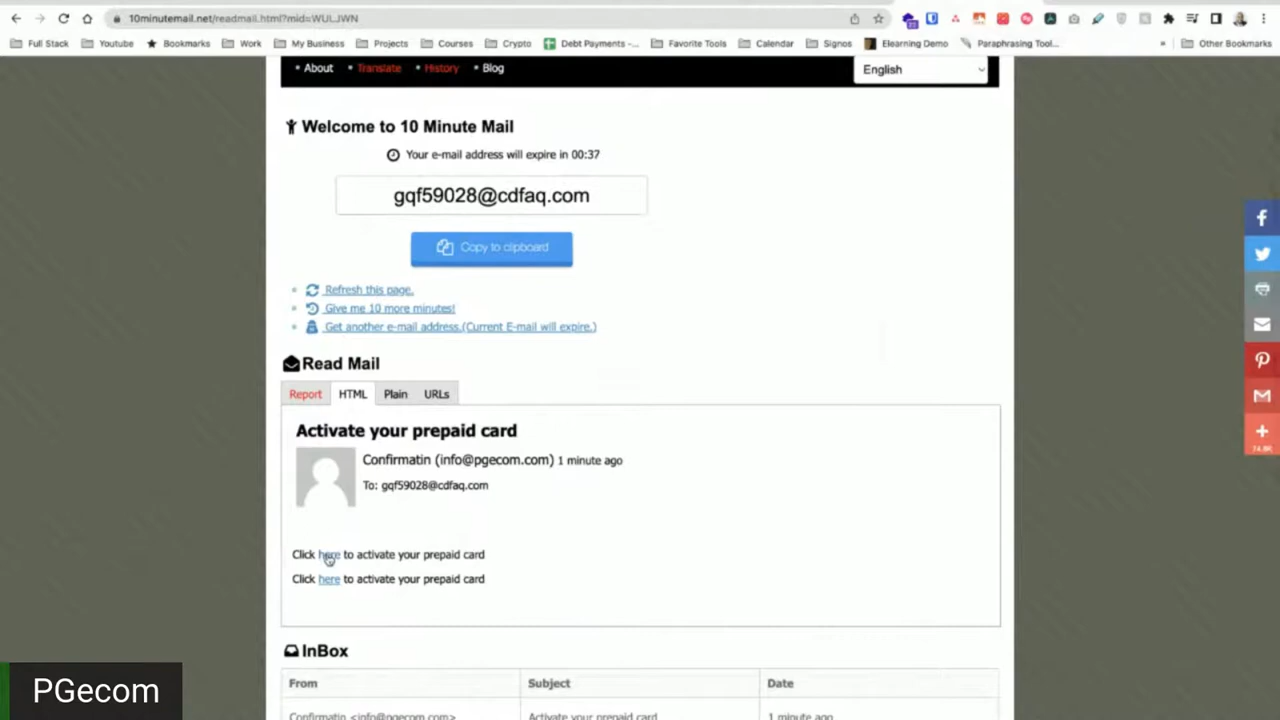 10minutemail.net/readmail.html?mid=WULJWN
Full Stack Youtube Bookmarks Work My Business Projects Courses Crypto Debt Payments -... Favorite Tools Calendar Signos Elearning Demo Paraphrasing Tool... » Other Bookmarks
• About • Translate • History • Blog
English
Welcome to 10 Minute Mail
Your e-mail address will expire in 00:37
gqf59028@cdfaq.com
Copy to clipboard
Refresh this page.
Give me 10 more minutes!
Get another e-mail address.(Current E-mail will expire.)
Read Mail
Report HTML Plain URLs
Activate your prepaid card
Confirmatin (info@pgecom.com) 1 minute ago
To: gqf59028@cdfaq.com
Click here to activate your prepaid card
Click here to activate your prepaid card
InBox
From Subject Date
Confirmatin <info@pgecom.com> Activate your prepaid card 1 minute ago
PGecom